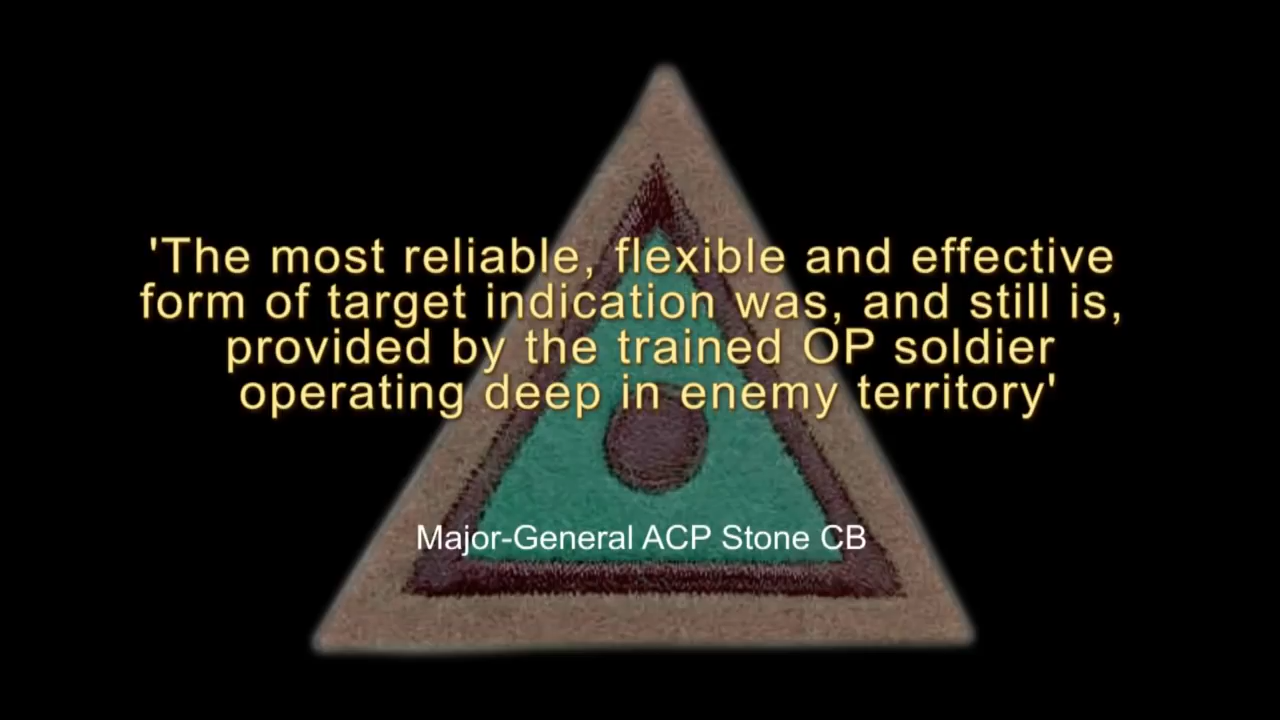 'The most reliable, flexible and effective
form of target indication was, and still is,
provided by the trained OP soldier
operating deep in enemy territory'
Major-General ACP Stone CB